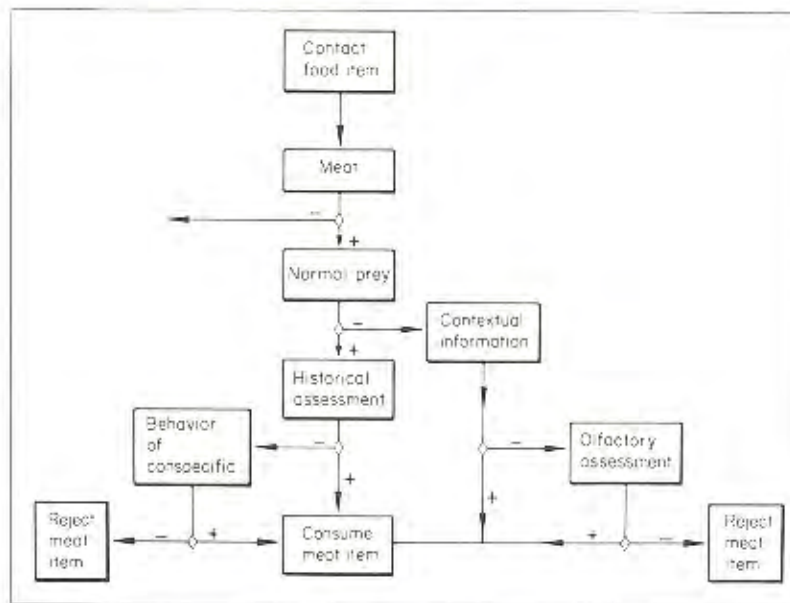 Contact
food item
Meat
−
+
Normal prey
−
+
Contextual
information
Historical
assessment
Behavior
of
conspecific
−
+
−
+
Olfactory
assessment
Reject
meat
item
−
+
Consume
meat item
+
−
Reject
meat
item